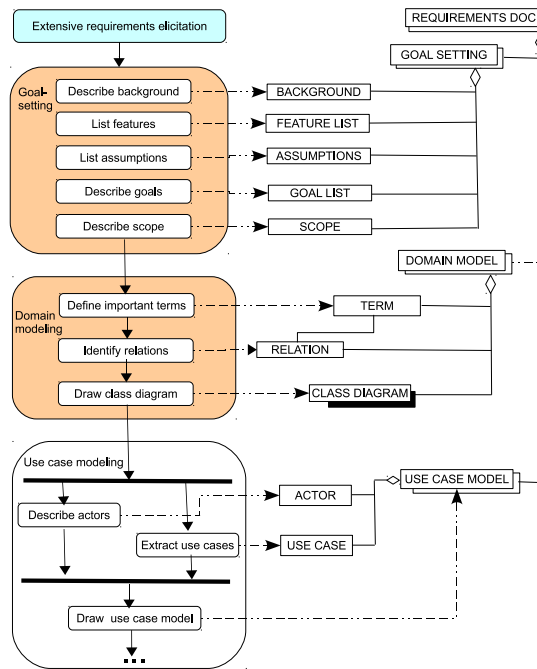 Extensive requirements elicitation
REQUIREMENTS DOC
GOAL SETTING
Goal-
setting
Describe background
BACKGROUND
List features
FEATURE LIST
List assumptions
ASSUMPTIONS
Describe goals
GOAL LIST
Describe scope
SCOPE
DOMAIN MODEL
Domain
modeling
Define important terms
TERM
Identify relations
RELATION
Draw class diagram
CLASS DIAGRAM
Use case modeling
USE CASE MODEL
Describe actors
ACTOR
Extract use cases
USE CASE
Draw use case model
...